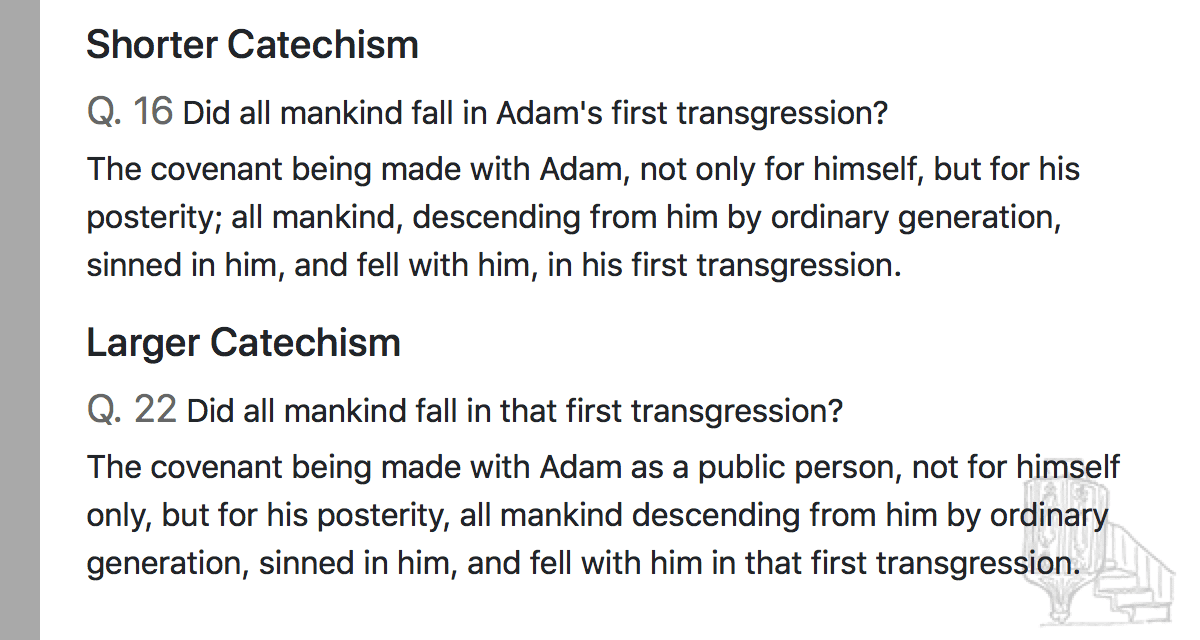 Shorter Catechism
Q. 16 Did all mankind fall in Adam's first transgression?
The covenant being made with Adam, not only for himself, but for his
posterity; all mankind, descending from him by ordinary generation,
sinned in him, and fell with him, in his first transgression.
Larger Catechism
Q. 22 Did all mankind fall in that first transgression?
The covenant being made with Adam as a public person, not for himself
only, but for his posterity, all mankind descending from him by ordinary
generation, sinned in him, and fell with him in that first transgression.